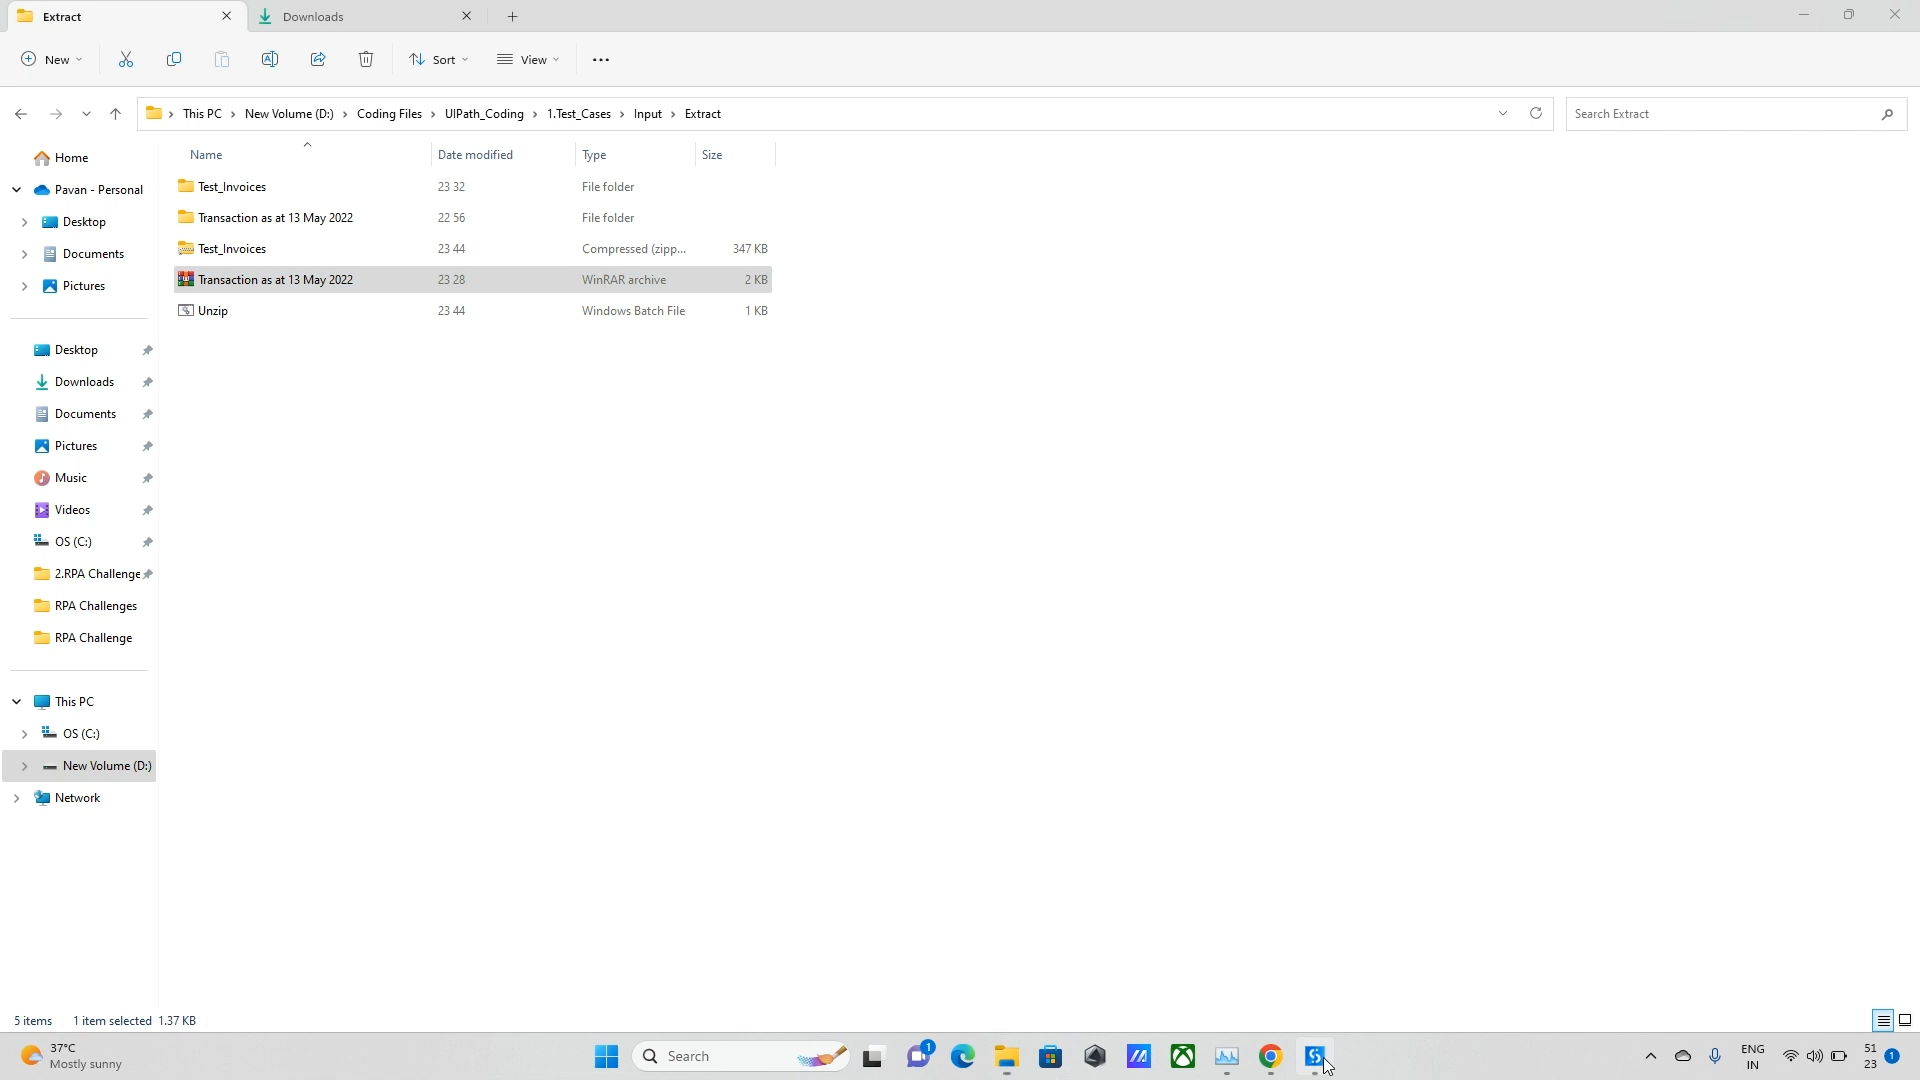 Extract
Downloads
New
Sort
View
This PC > New Volume (D:) > Coding Files > UIPath_Coding > 1.Test_Cases > Input > Extract
Search Extract
Name Date modified Type Size
Test_Invoices 23 32 File folder
Transaction as at 13 May 2022 22 56 File folder
Test_Invoices 23 44 Compressed (zipp... 347 KB
Transaction as at 13 May 2022 23 28 WinRAR archive 2 KB
Unzip 23 44 Windows Batch File 1 KB
Home
Pavan - Personal
Desktop
Documents
Pictures
Desktop
Downloads
Documents
Pictures
Music
Videos
OS (C:)
2.RPA Challenge
RPA Challenges
RPA Challenge
This PC
OS (C:)
New Volume (D:)
Network
5 items 1 item selected 1.37 KB
37°C
Mostly sunny
Search
1
ENG
IN
51
23
1